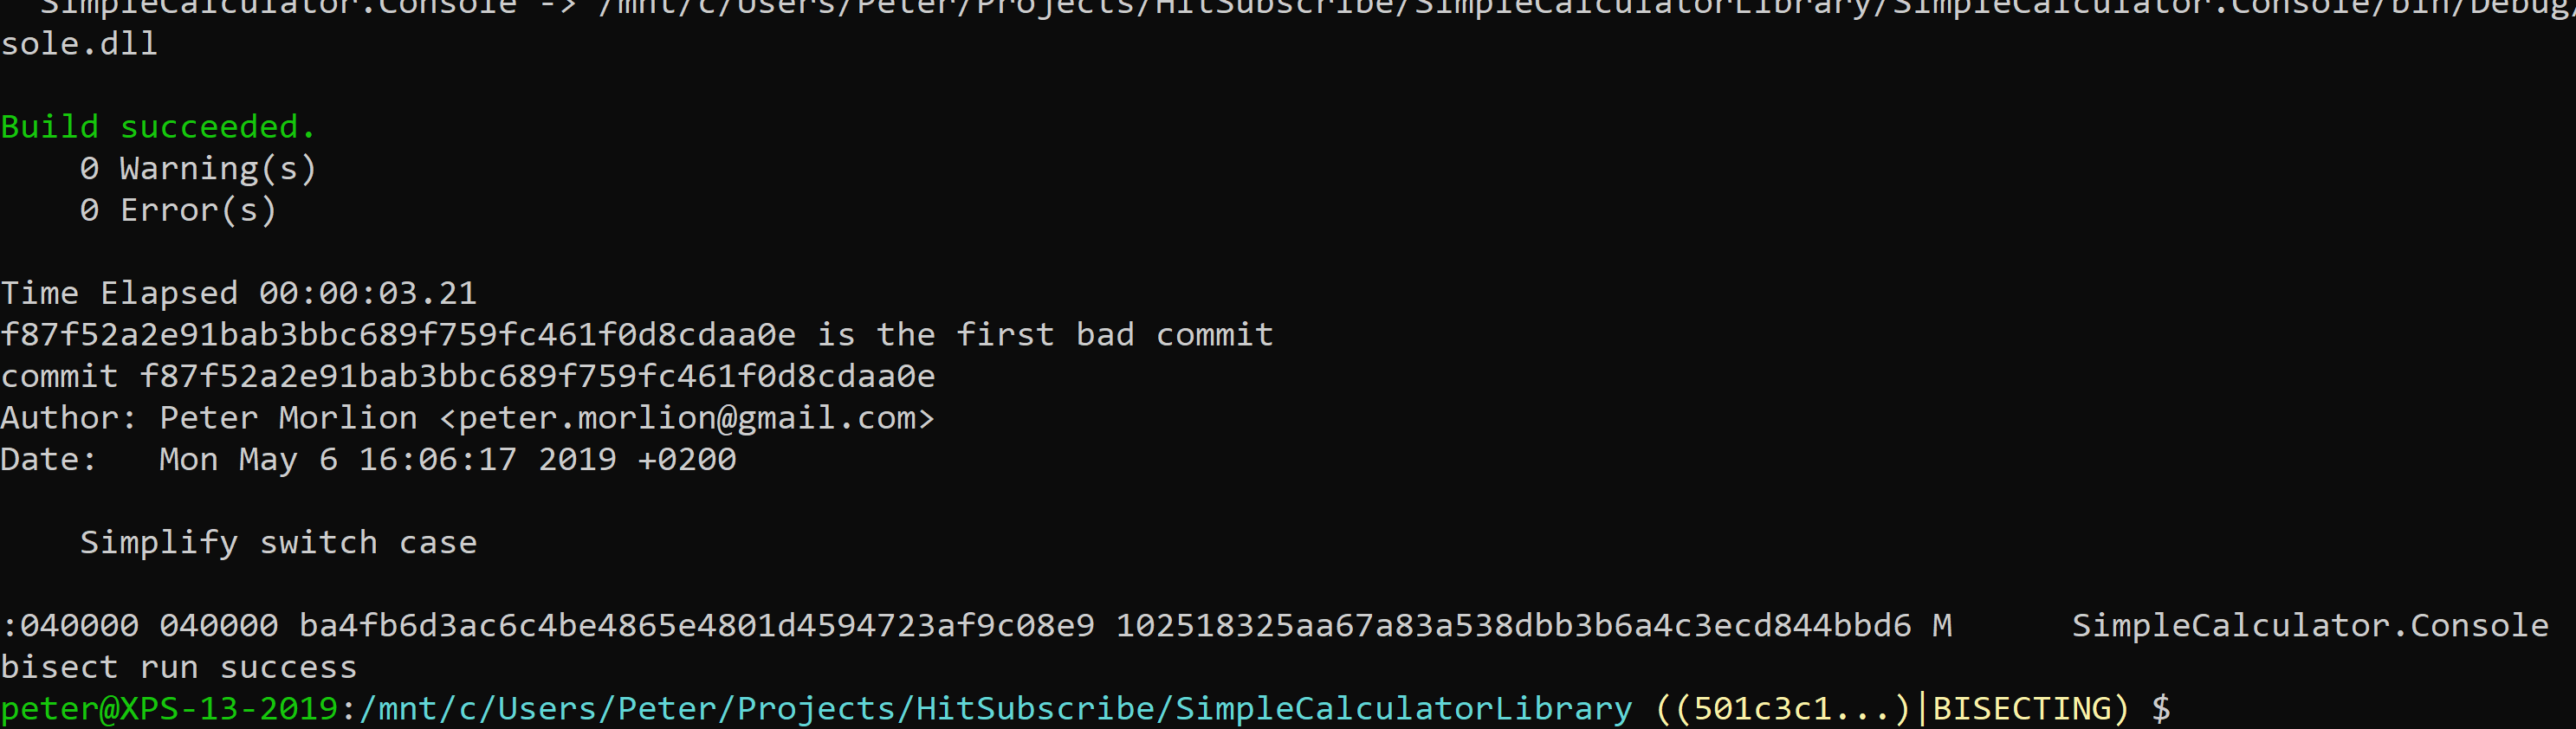 SimpleCalculator.Console -> /mnt/c/Users/Peter/Projects/HitSubscribe/SimpleCalculatorLibrary/SimpleCalculator.Console/bin/Debug/
sole.dll
Build succeeded.
0 Warning(s)
0 Error(s)
Time Elapsed 00:00:03.21
f87f52a2e91bab3bbc689f759fc461f0d8cdaa0e is the first bad commit
commit f87f52a2e91bab3bbc689f759fc461f0d8cdaa0e
Author: Peter Morlion <peter.morlion@gmail.com>
Date:   Mon May 6 16:06:17 2019 +0200
Simplify switch case
:040000 040000 ba4fb6d3ac6c4be4865e4801d4594723af9c08e9 102518325aa67a83a538dbb3b6a4c3ecd844bbd6 M      SimpleCalculator.Console
bisect run success
peter@XPS-13-2019:/mnt/c/Users/Peter/Projects/HitSubscribe/SimpleCalculatorLibrary ((501c3c1...)|BISECTING) $